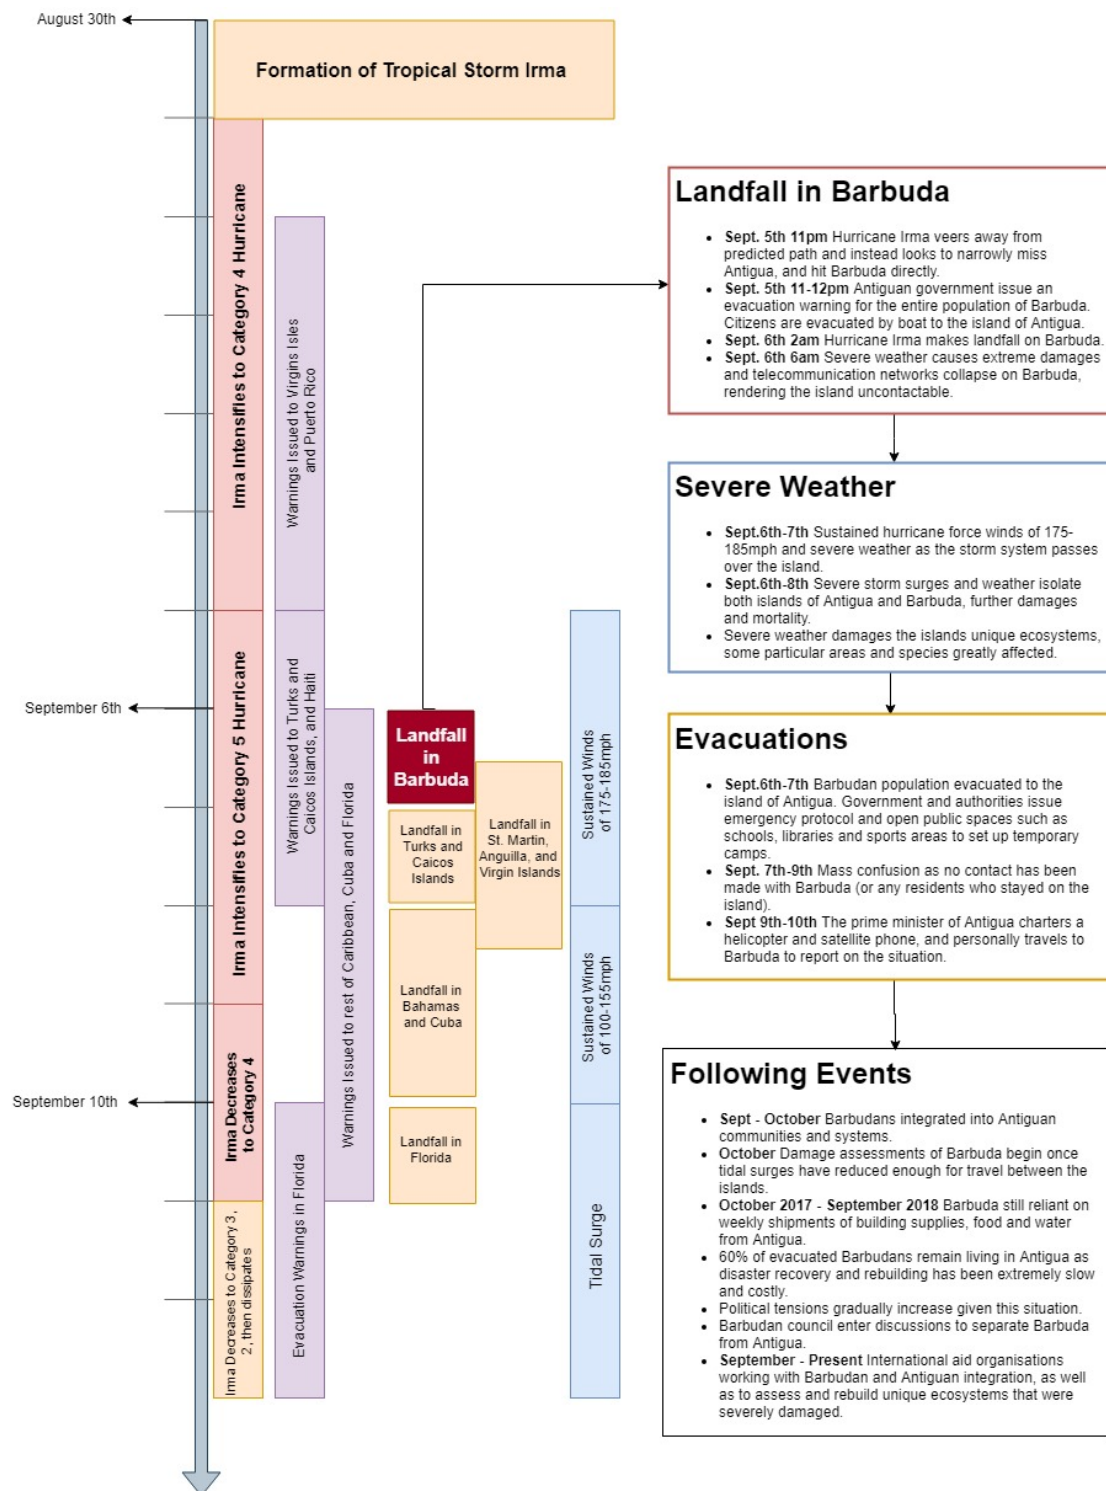 August 30th
Formation of Tropical Storm Irma
Irma Intensifies to Category 4 Hurricane
Warnings Issued to Virgins Isles
and Puerto Rico
Irma Intensifies to Category 5 Hurricane
Warnings Issued to Turks and
Caicos Islands, and Haiti
September 6th
Warnings Issued to rest of Caribbean, Cuba and Florida
Landfall
in
Barbuda
Landfall in
Turks and
Caicos
Islands
Landfall in
St. Martin,
Anguilla, and
Virgin Islands
Landfall in
Bahamas
and Cuba
Sustained Winds
of 175-185mph
Sustained Winds
of 100-155mph
Irma Decreases
to Category 4
September 10th
Landfall in
Florida
Evacuation Warnings in Florida
Irma Decreases to Category 3,
2, then dissipates
Tidal Surge
Landfall in Barbuda
• Sept. 5th 11pm Hurricane Irma veers away from
predicted path and instead looks to narrowly miss
Antigua, and hit Barbuda directly.
• Sept. 5th 11-12pm Antiguan government issue an
evacuation warning for the entire population of Barbuda.
Citizens are evacuated by boat to the island of Antigua.
• Sept. 6th 2am Hurricane Irma makes landfall on Barbuda.
• Sept. 6th 6am Severe weather causes extreme damages
and telecommunication networks collapse on Barbuda,
rendering the island uncontactable.
Severe Weather
• Sept.6th-7th Sustained hurricane force winds of 175-
185mph and severe weather as the storm system passes
over the island.
• Sept.6th-8th Severe storm surges and weather isolate
both islands of Antigua and Barbuda, further damages
and mortality.
• Severe weather damages the islands unique ecosystems,
some particular areas and species greatly affected.
Evacuations
• Sept.6th-7th Barbudan population evacuated to the
island of Antigua. Government and authorities issue
emergency protocol and open public spaces such as
schools, libraries and sports areas to set up temporary
camps.
• Sept. 7th-9th Mass confusion as no contact has been
made with Barbuda (or any residents who stayed on the
island).
• Sept 9th-10th The prime minister of Antigua charters a
helicopter and satellite phone, and personally travels to
Barbuda to report on the situation.
Following Events
• Sept - October Barbudans integrated into Antiguan
communities and systems.
• October Damage assessments of Barbuda begin once
tidal surges have reduced enough for travel between the
islands.
• October 2017 - September 2018 Barbuda still reliant on
weekly shipments of building supplies, food and water
from Antigua.
• 60% of evacuated Barbudans remain living in Antigua as
disaster recovery and rebuilding has been extremely slow
and costly.
• Political tensions gradually increase given this situation.
• Barbudan council enter discussions to separate Barbuda
from Antigua.
• September - Present International aid organisations
working with Barbudan and Antiguan integration, as well
as to assess and rebuild unique ecosystems that were
severely damaged.